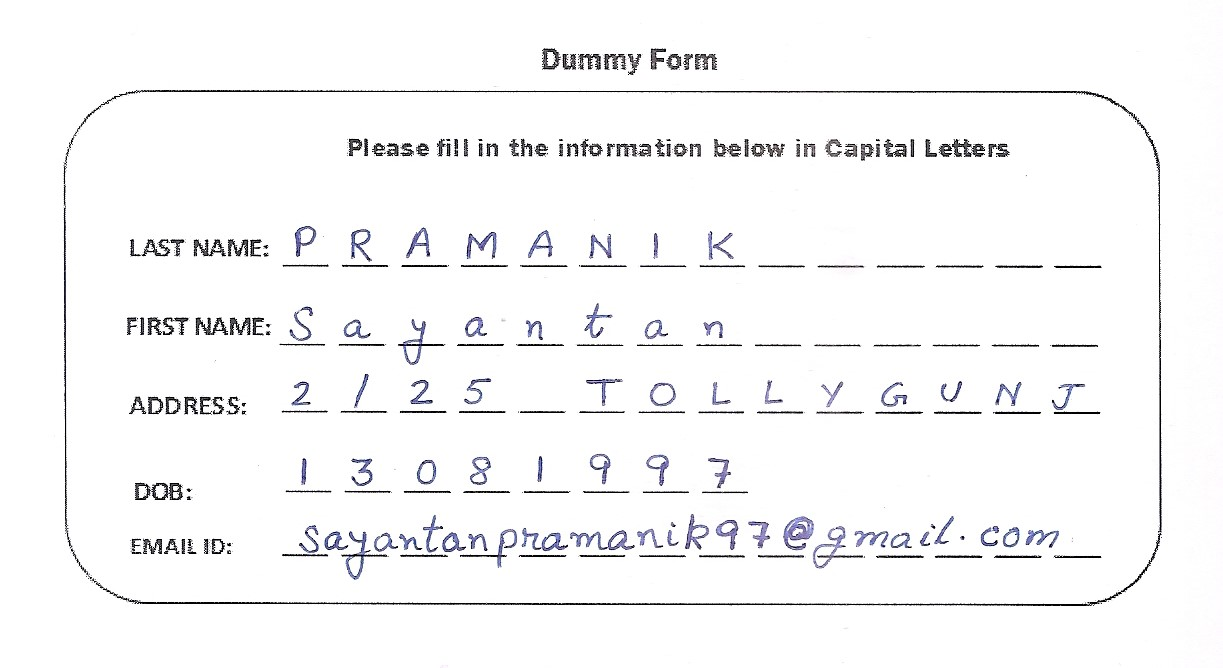 Dummy Form
Please fill in the information below in Capital Letters
LAST NAME: PRAMANIK
FIRST NAME: Sayantan
ADDRESS: 2/25 TOLLYGUNJ
DOB: 13081997
EMAIL ID: sayantanpramanik97@gmail.com